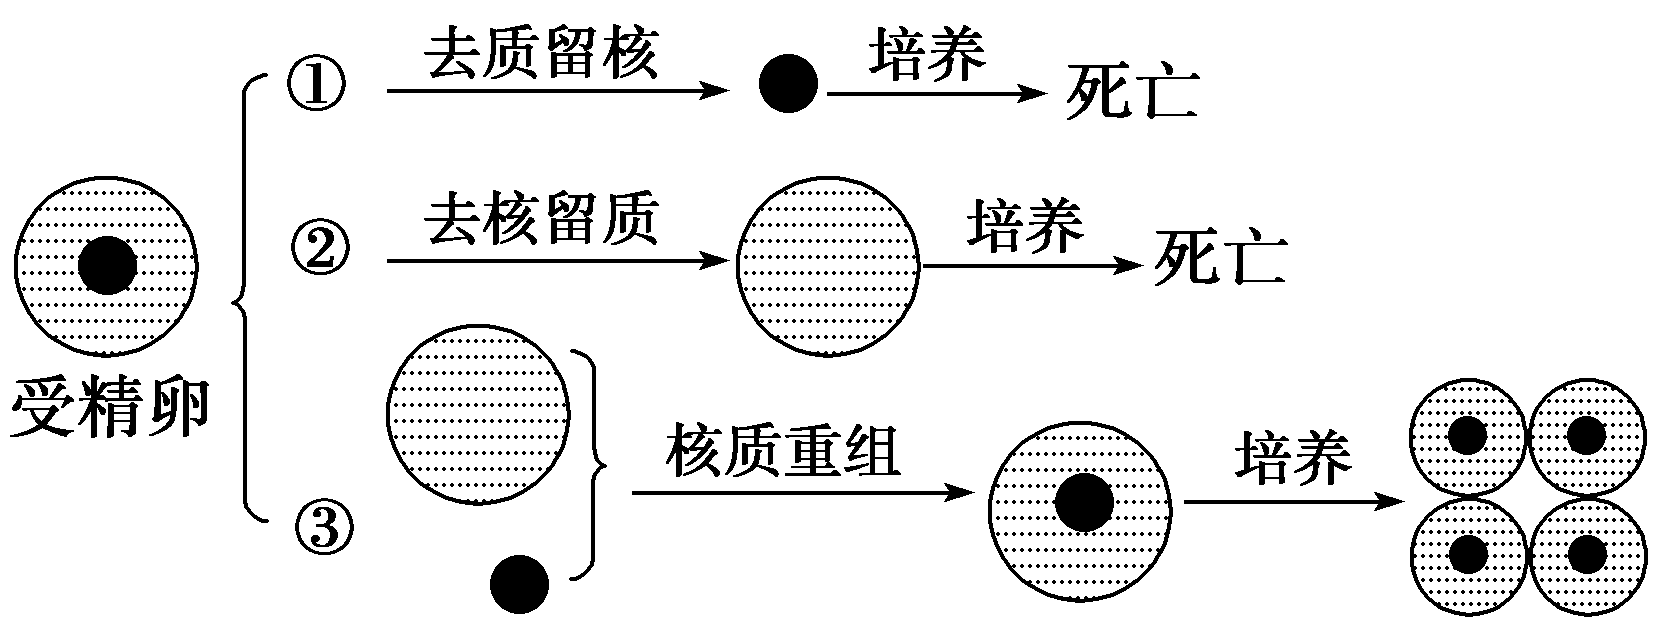 ① 去质留核 培养 死亡
② 去核留质 培养 死亡
受精卵
③ 核质重组 培养